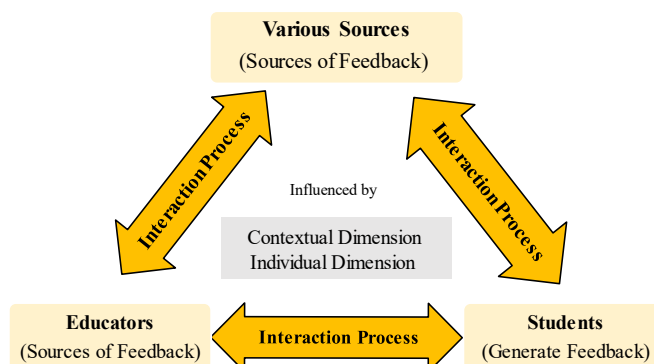 Various Sources
(Sources of Feedback)
Interaction Process
Interaction Process
Influenced by
Contextual Dimension
Individual Dimension
Educators
(Sources of Feedback)
Interaction Process
Students
(Generate Feedback)